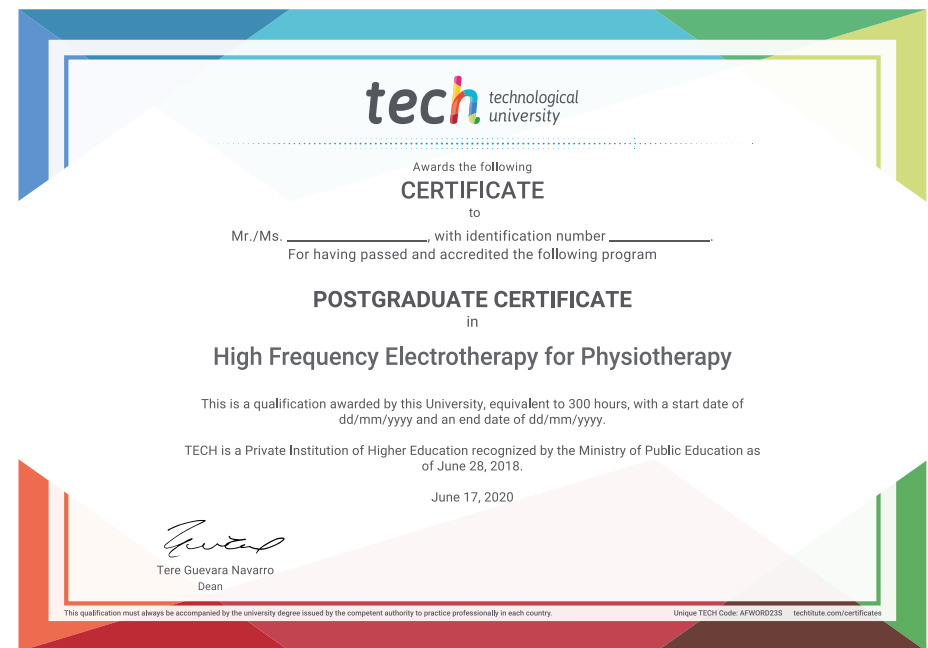 tech technological
university
Awards the following
CERTIFICATE
to
Mr./Ms. ____________________, with identification number ______________.
For having passed and accredited the following program
POSTGRADUATE CERTIFICATE
in
High Frequency Electrotherapy for Physiotherapy
This is a qualification awarded by this University, equivalent to 300 hours, with a start date of
dd/mm/yyyy and an end date of dd/mm/yyyy.
TECH is a Private Institution of Higher Education recognized by the Ministry of Public Education as
of June 28, 2018.
June 17, 2020
Tere Guevara Navarro
Dean
This qualification must always be accompanied by the university degree issued by the competent authority to practice professionally in each country.
Unique TECH Code: AFWORD23S techtitute.com/certificates